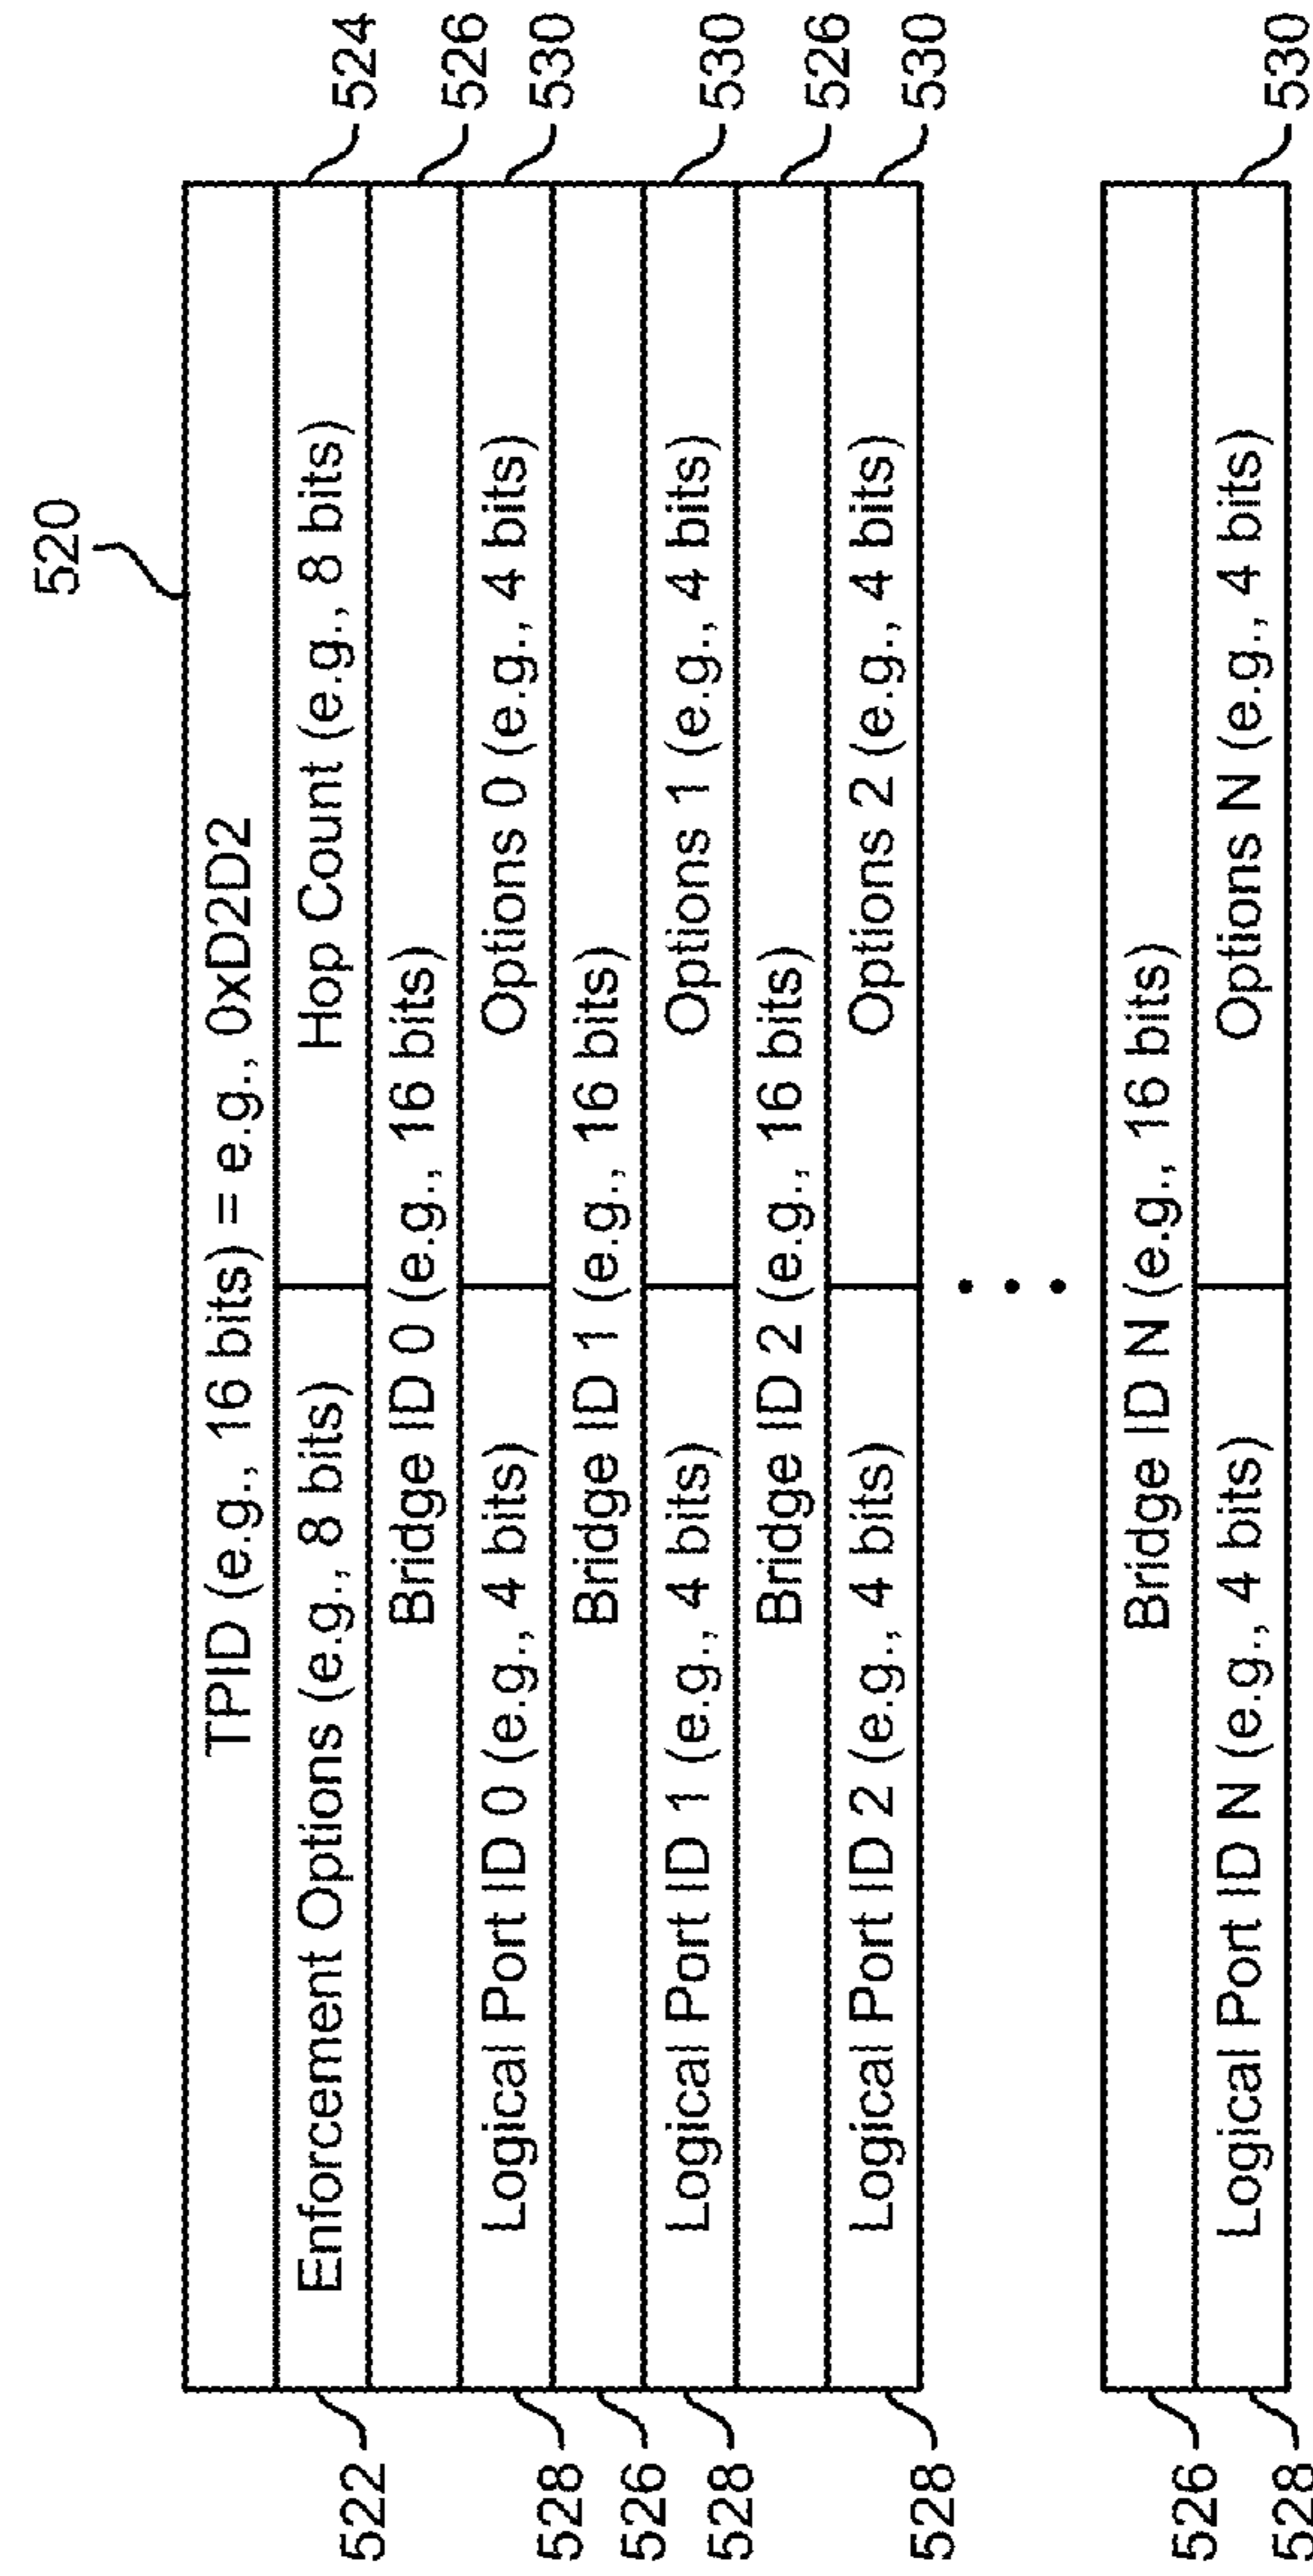 520
TPID (e.g., 16 bits) = e.g., 0xD2D2
522 Enforcement Options (e.g., 8 bits) Hop Count (e.g., 8 bits) 524
Bridge ID 0 (e.g., 16 bits) 526
528 Logical Port ID 0 (e.g., 4 bits) Options 0 (e.g., 4 bits) 530
526 Bridge ID 1 (e.g., 16 bits)
528 Logical Port ID 1 (e.g., 4 bits) Options 1 (e.g., 4 bits) 530
Bridge ID 2 (e.g., 16 bits) 526
528 Logical Port ID 2 (e.g., 4 bits) Options 2 (e.g., 4 bits) 530
526 Bridge ID N (e.g., 16 bits)
528 Logical Port ID N (e.g., 4 bits) Options N (e.g., 4 bits) 530